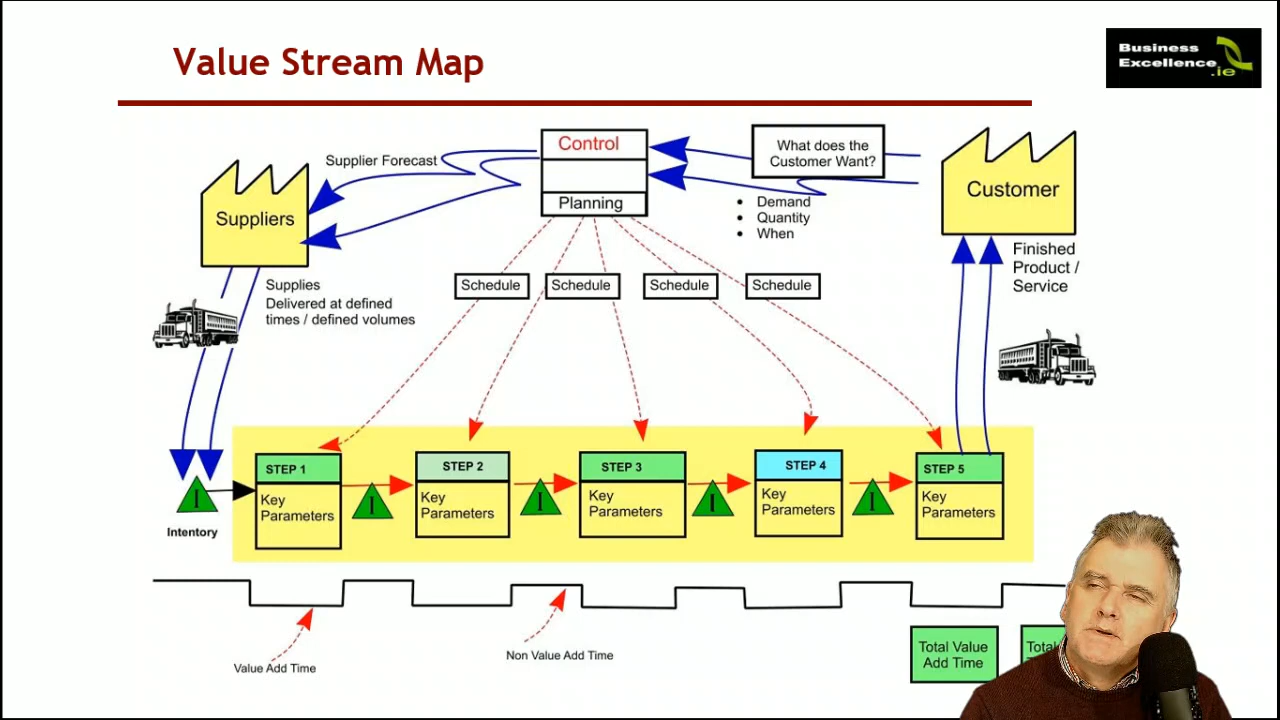 Value Stream Map
Business
Excellence
.ie
Control
Planning
What does the
Customer Want?
Demand
Quantity
When
Supplier Forecast
Suppliers
Customer
Supplies
Delivered at defined
times / defined volumes
Finished
Product /
Service
Schedule
Schedule
Schedule
Schedule
STEP 1
Key
Parameters
STEP 2
Key
Parameters
STEP 3
Key
Parameters
STEP 4
Key
Parameters
STEP 5
Key
Parameters
I
I
I
I
I
Intentory
Value Add Time
Non Value Add Time
Total Value
Add Time
Total